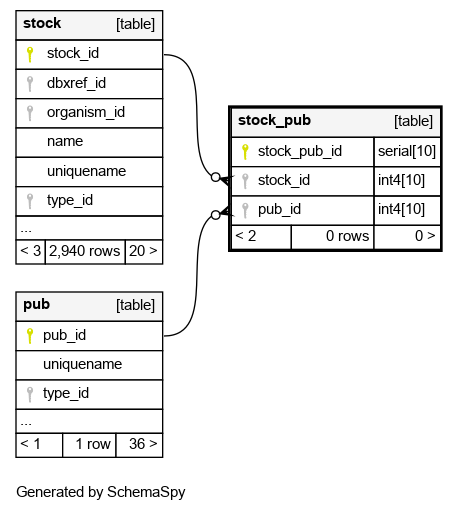 stock [table]
stock_id
dbxref_id
organism_id
name
uniquename
type_id
...
< 3 2,940 rows 20 >
stock_pub [table]
stock_pub_id serial[10]
stock_id int4[10]
pub_id int4[10]
< 2 0 rows 0 >
pub [table]
pub_id
uniquename
type_id
...
< 1 1 row 36 >
Generated by SchemaSpy